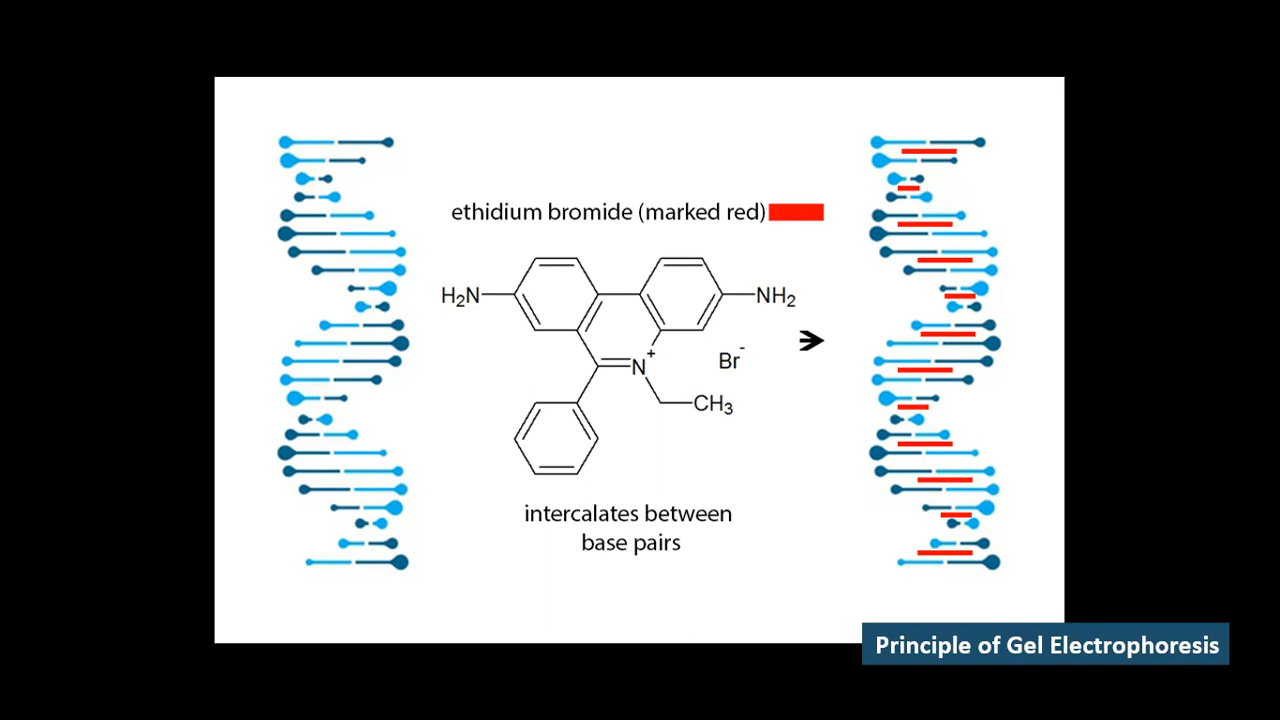 ethidium bromide (marked red)
H₂N
NH₂
N⁺
Br⁻
CH₃
intercalates between
base pairs
Principle of Gel Electrophoresis